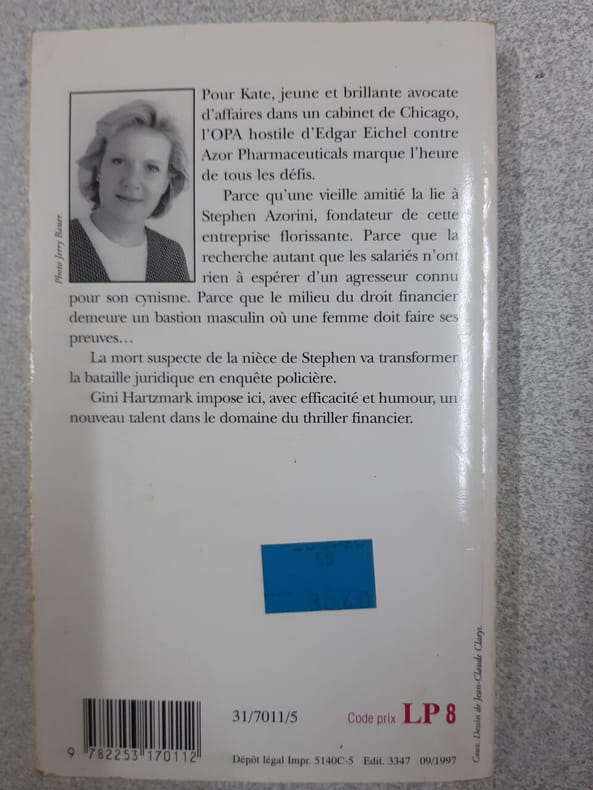 Pour Kate, jeune et brillante avocate
d'affaires dans un cabinet de Chicago,
l'OPA hostile d'Edgar Eichel contre
Azor Pharmaceuticals marque l'heure
de tous les défis.
Parce qu'une vieille amitié la lie à
Stephen Azorini, fondateur de cette
entreprise florissante. Parce que la
recherche autant que les salariés n'ont
rien à espérer d'un agresseur connu
pour son cynisme. Parce que le milieu du droit financier
demeure un bastion masculin où une femme doit faire ses
preuves…
La mort suspecte de la nièce de Stephen va transformer
la bataille juridique en enquête policière.
Gini Hartzmark impose ici, avec efficacité et humour, un
nouveau talent dans le domaine du thriller financier.
Photo Jerry Bauer.
Couv. Dessin de Jean-Claude Clarys.
31/7011/5
Code prix LP 8
9 782253 170112
Dépôt légal Impr. 5140C-5 Edit. 3347 09/1997